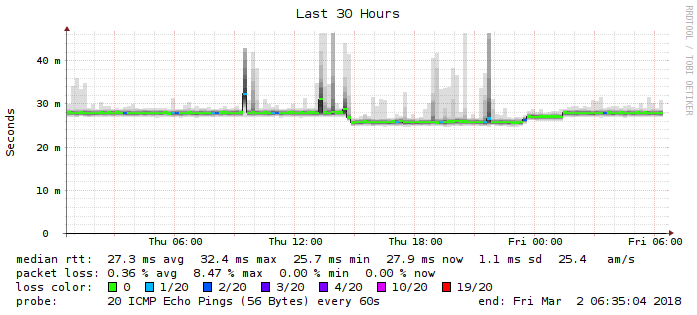 Last 30 Hours
RRDTOOL / TOBI OETIKER
Seconds
40 m
30 m
20 m
10 m
0
Thu 06:00 Thu 12:00 Thu 18:00 Fri 00:00 Fri 06:00
median rtt: 27.3 ms avg 32.4 ms max 25.7 ms min 27.9 ms now 1.1 ms sd 25.4 am/s
packet loss: 0.36 % avg 8.47 % max 0.00 % min 0.00 % now
loss color: 0 1/20 2/20 3/20 4/20 10/20 19/20
probe: 20 ICMP Echo Pings (56 Bytes) every 60s end: Fri Mar 2 06:35:04 2018